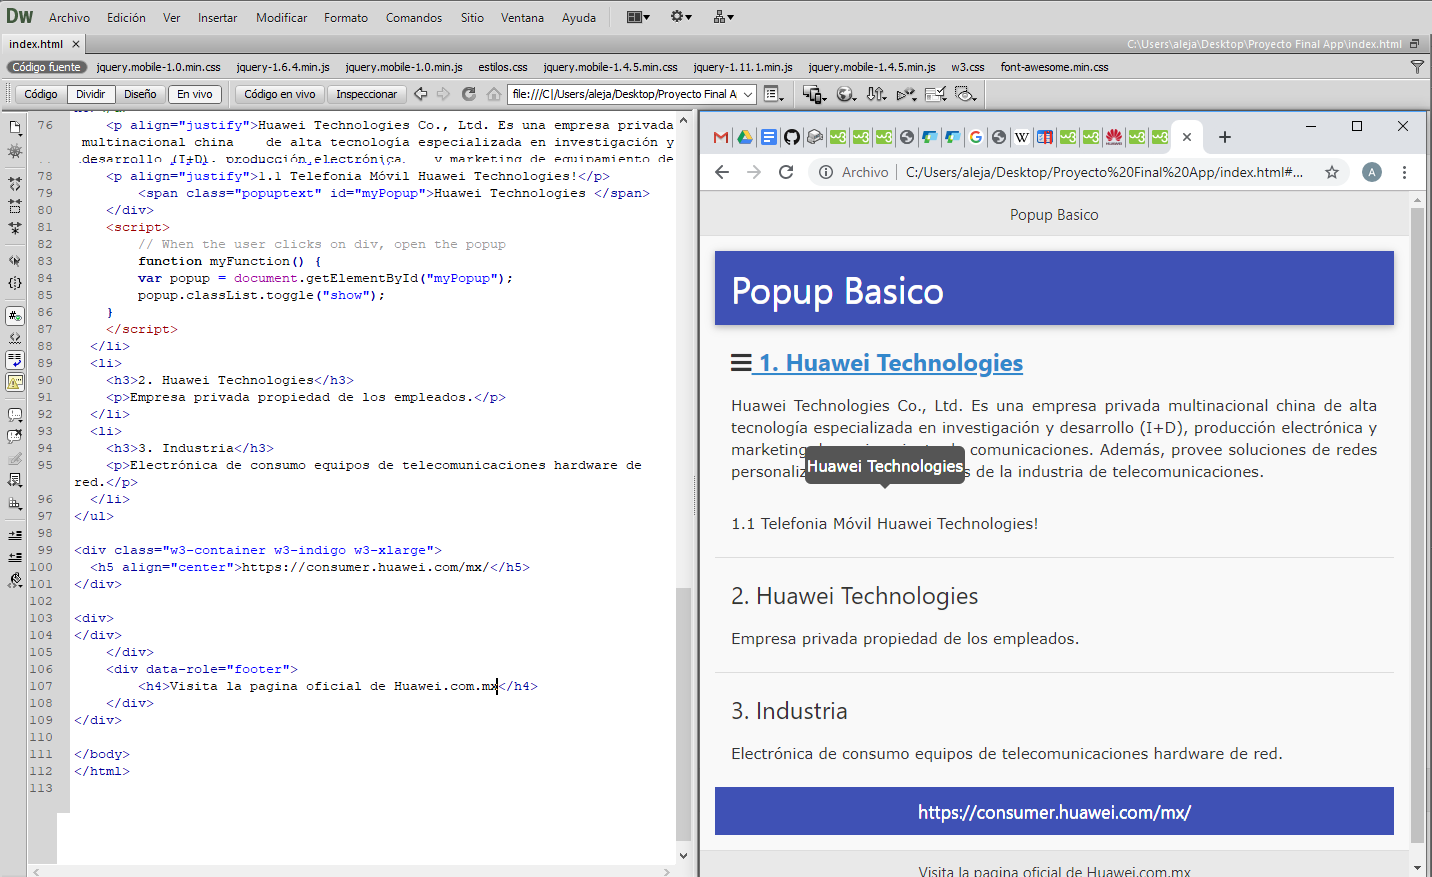 Dw Archivo Edición Ver Insertar Modificar Formato Comandos Sitio Ventana Ayuda
index.html × C:\Users\aleja\Desktop\Proyecto Final App\index.html
Código fuente jquery.mobile-1.0.min.css jquery-1.6.4.min.js jquery.mobile-1.0.min.js estilos.css jquery.mobile-1.4.5.min.css jquery-1.11.1.min.js jquery.mobile-1.4.5.min.js w3.css font-awesome.min.css
Código Dividir Diseño En vivo Código en vivo Inspeccionar file:///C|/Users/aleja/Desktop/Proyecto Final A
76 <p align="justify">Huawei Technologies Co., Ltd. Es una empresa privada
multinacional china de alta tecnología especializada en investigación y
desarrollo (I+D), producción electrónica, y marketing de equipamiento de
78 <p align="justify">1.1 Telefonia Móvil Huawei Technologies!</p>
79 <span class="popuptext" id="myPopup">Huawei Technologies </span>
80 </div>
81 <script>
82 // When the user clicks on div, open the popup
83 function myFunction() {
84 var popup = document.getElementById("myPopup");
85 popup.classList.toggle("show");
86 }
87 </script>
88 </li>
89 <li>
90 <h3>2. Huawei Technologies</h3>
91 <p>Empresa privada propiedad de los empleados.</p>
92 </li>
93 <li>
94 <h3>3. Industria</h3>
95 <p>Electrónica de consumo equipos de telecomunicaciones hardware de
red.</p>
96 </li>
97 </ul>
98
99 <div class="w3-container w3-indigo w3-xlarge">
100 <h5 align="center">https://consumer.huawei.com/mx/</h5>
101 </div>
102
103 <div>
104 </div>
105 </div>
106 <div data-role="footer">
107 <h4>Visita la pagina oficial de Huawei.com.mx</h4>
108 </div>
109 </div>
110
111 </body>
112 </html>
113
Archivo C:/Users/aleja/Desktop/Proyecto%20Final%20App/index.html#... A
Popup Basico
Popup Basico
1. Huawei Technologies
Huawei Technologies Co., Ltd. Es una empresa privada multinacional china de alta
tecnología especializada en investigación y desarrollo (I+D), producción electrónica y
marketing comunicaciones. Además, provee soluciones de redes
Huawei Technologies
personaliz s de la industria de telecomunicaciones.
1.1 Telefonia Móvil Huawei Technologies!
2. Huawei Technologies
Empresa privada propiedad de los empleados.
3. Industria
Electrónica de consumo equipos de telecomunicaciones hardware de red.
https://consumer.huawei.com/mx/
Visita la pagina oficial de Huawei.com.mx